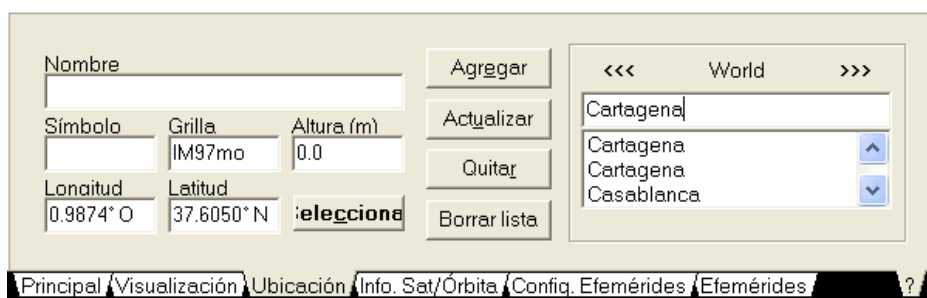 Nombre
Agregar
<<< World >>>
Cartagena
Símbolo Grilla Altura (m)
Actualizar
IM97mo 0.0
Cartagena
Cartagena
Casablanca
Quitar
Longitud Latitud
0.9874° O 37.6050° N
Selecciona
Borrar lista
Principal Visualización Ubicación Info. Sat/Órbita Config. Efemérides Efemérides ?